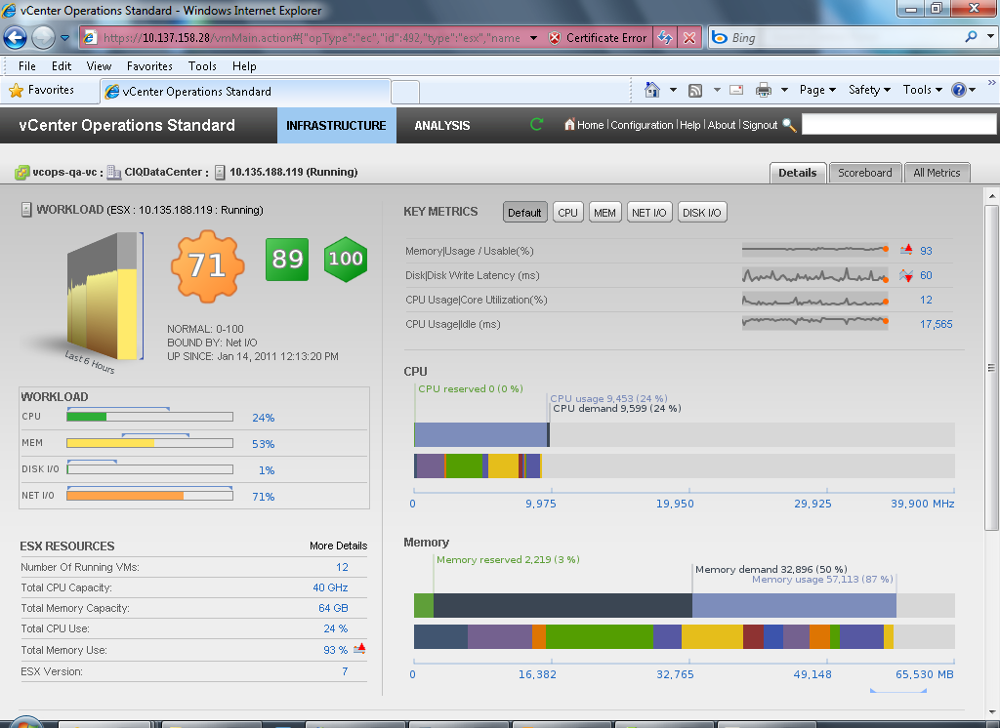 vCenter Operations Standard - Windows Internet Explorer
https://10.137.158.28/vmMain.action#{"opType":"ec","id":492,"type":"esx","name
Certificate Error
Bing
File Edit View Favorites Tools Help
Favorites
vCenter Operations Standard
Page Safety Tools
vCenter Operations Standard
INFRASTRUCTURE
ANALYSIS
Home | Configuration | Help | About | Signout
vcops-qa-vc : CIQDataCenter : 10.135.188.119 (Running)
Details
Scoreboard
All Metrics
WORKLOAD (ESX : 10.135.188.119 : Running)
71
89
100
Last 6 Hours
NORMAL: 0-100
BOUND BY: Net I/O
UP SINCE: Jan 14, 2011 12:13:20 PM
WORKLOAD
CPU 24%
MEM 53%
DISK I/O 1%
NET I/O 71%
ESX RESOURCES More Details
Number Of Running VMs: 12
Total CPU Capacity: 40 GHz
Total Memory Capacity: 64 GB
Total CPU Use: 24 %
Total Memory Use: 93 %
ESX Version: 7
KEY METRICS Default CPU MEM NET I/O DISK I/O
Memory|Usage / Usable(%) 93
Disk|Disk Write Latency (ms) 60
CPU Usage|Core Utilization(%) 12
CPU Usage|Idle (ms) 17,565
CPU
CPU reserved 0 (0 %)
CPU usage 9,453 (24 %)
CPU demand 9,599 (24 %)
0 9,975 19,950 29,925 39,900 MHz
Memory
Memory reserved 2,219 (3 %)
Memory demand 32,896 (50 %)
Memory usage 57,113 (87 %)
0 16,382 32,765 49,148 65,530 MB